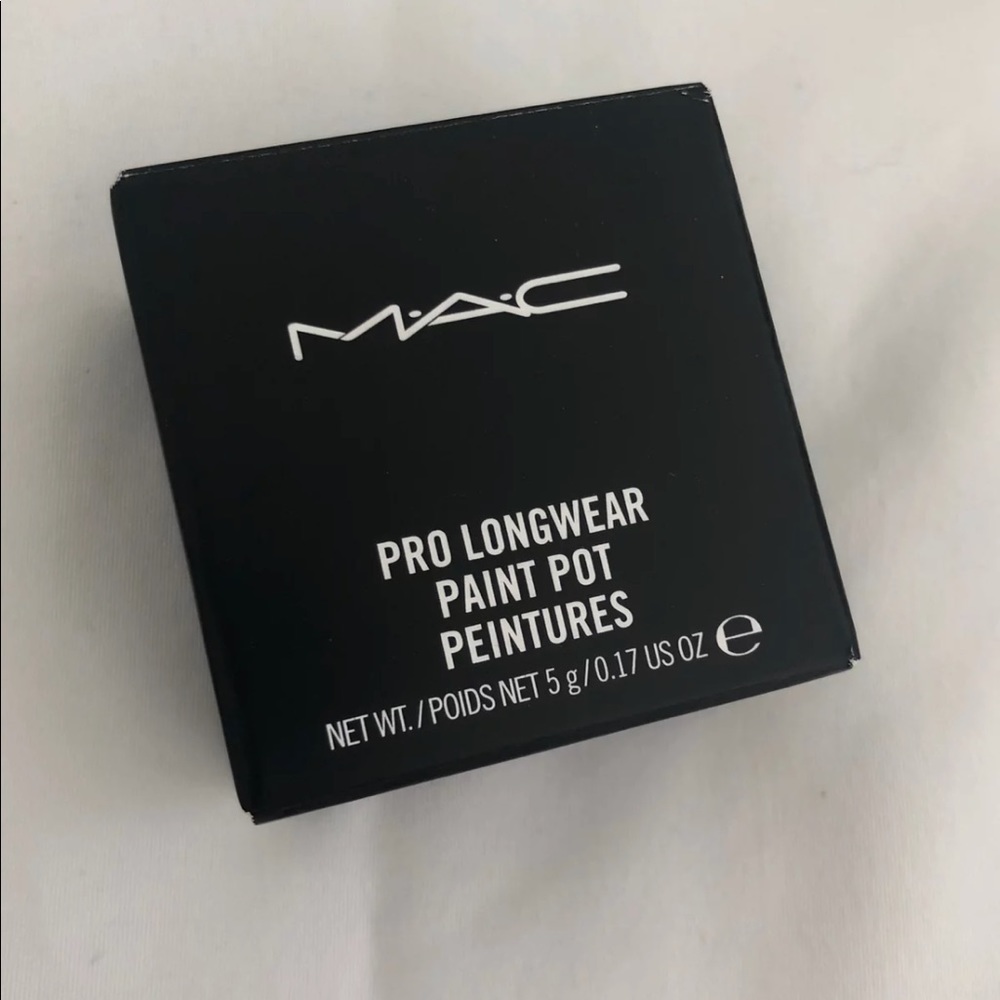 M·A·C
PRO LONGWEAR
PAINT POT
PEINTURES
NET WT. / POIDS NET 5 g / 0.17 US OZ ℮